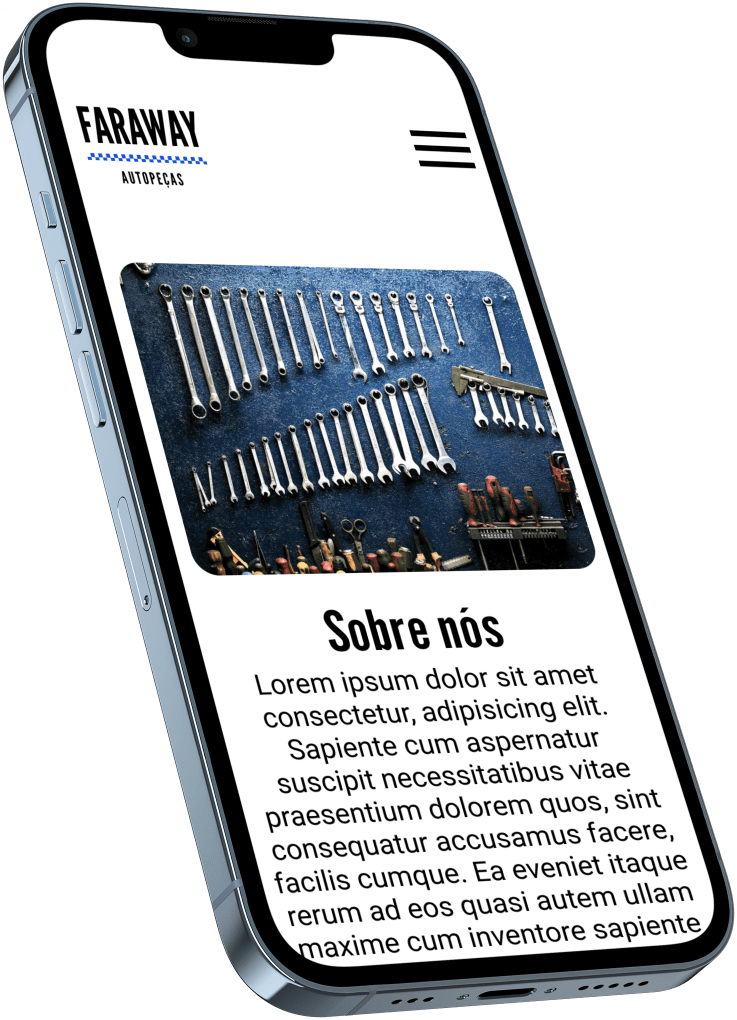 FARAWAY
AUTOPEÇAS
Sobre nós
Lorem ipsum dolor sit amet
consectetur, adipisicing elit.
Sapiente cum aspernatur
suscipit necessitatibus vitae
praesentium dolorem quos, sint
consequatur accusamus facere,
facilis cumque. Ea eveniet itaque
rerum ad eos quasi autem ullam
maxime cum inventore sapiente